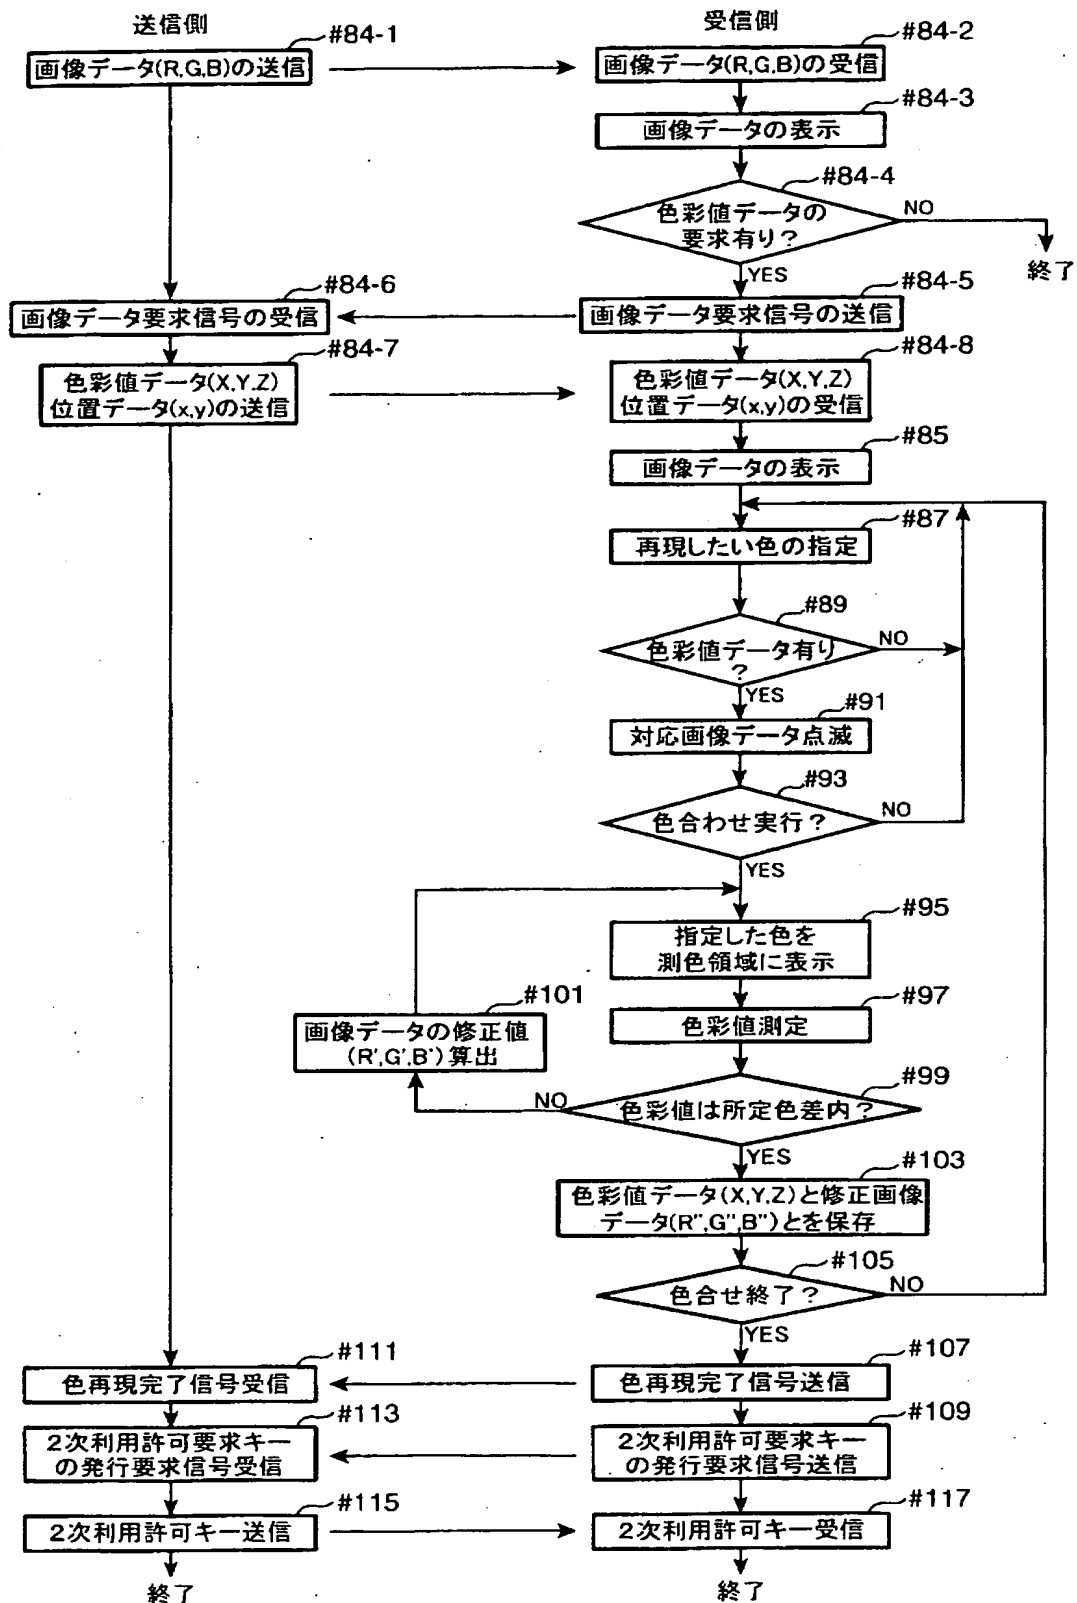 送信側
受信側
#84-1
画像データ(R,G,B)の送信
#84-2
画像データ(R,G,B)の受信
#84-3
画像データの表示
#84-4
色彩値データの
要求有り?
NO
終了
YES
#84-6
画像データ要求信号の受信
#84-5
画像データ要求信号の送信
#84-7
色彩値データ(X,Y,Z)
位置データ(x,y)の送信
#84-8
色彩値データ(X,Y,Z)
位置データ(x,y)の受信
#85
画像データの表示
#87
再現したい色の指定
#89
色彩値データ有り
?
NO
YES
#91
対応画像データ点滅
#93
色合わせ実行?
NO
YES
#95
指定した色を
測色領域に表示
#97
色彩値測定
#101
画像データの修正値
(R',G',B')算出
#99
色彩値は所定色差内?
NO
YES
#103
色彩値データ(X,Y,Z)と修正画像
データ(R",G",B")とを保存
#105
色合せ終了?
NO
YES
#111
色再現完了信号受信
#107
色再現完了信号送信
#113
2次利用許可要求キー
の発行要求信号受信
#109
2次利用許可要求キー
の発行要求信号送信
#115
2次利用許可キー送信
#117
2次利用許可キー受信
終了
終了